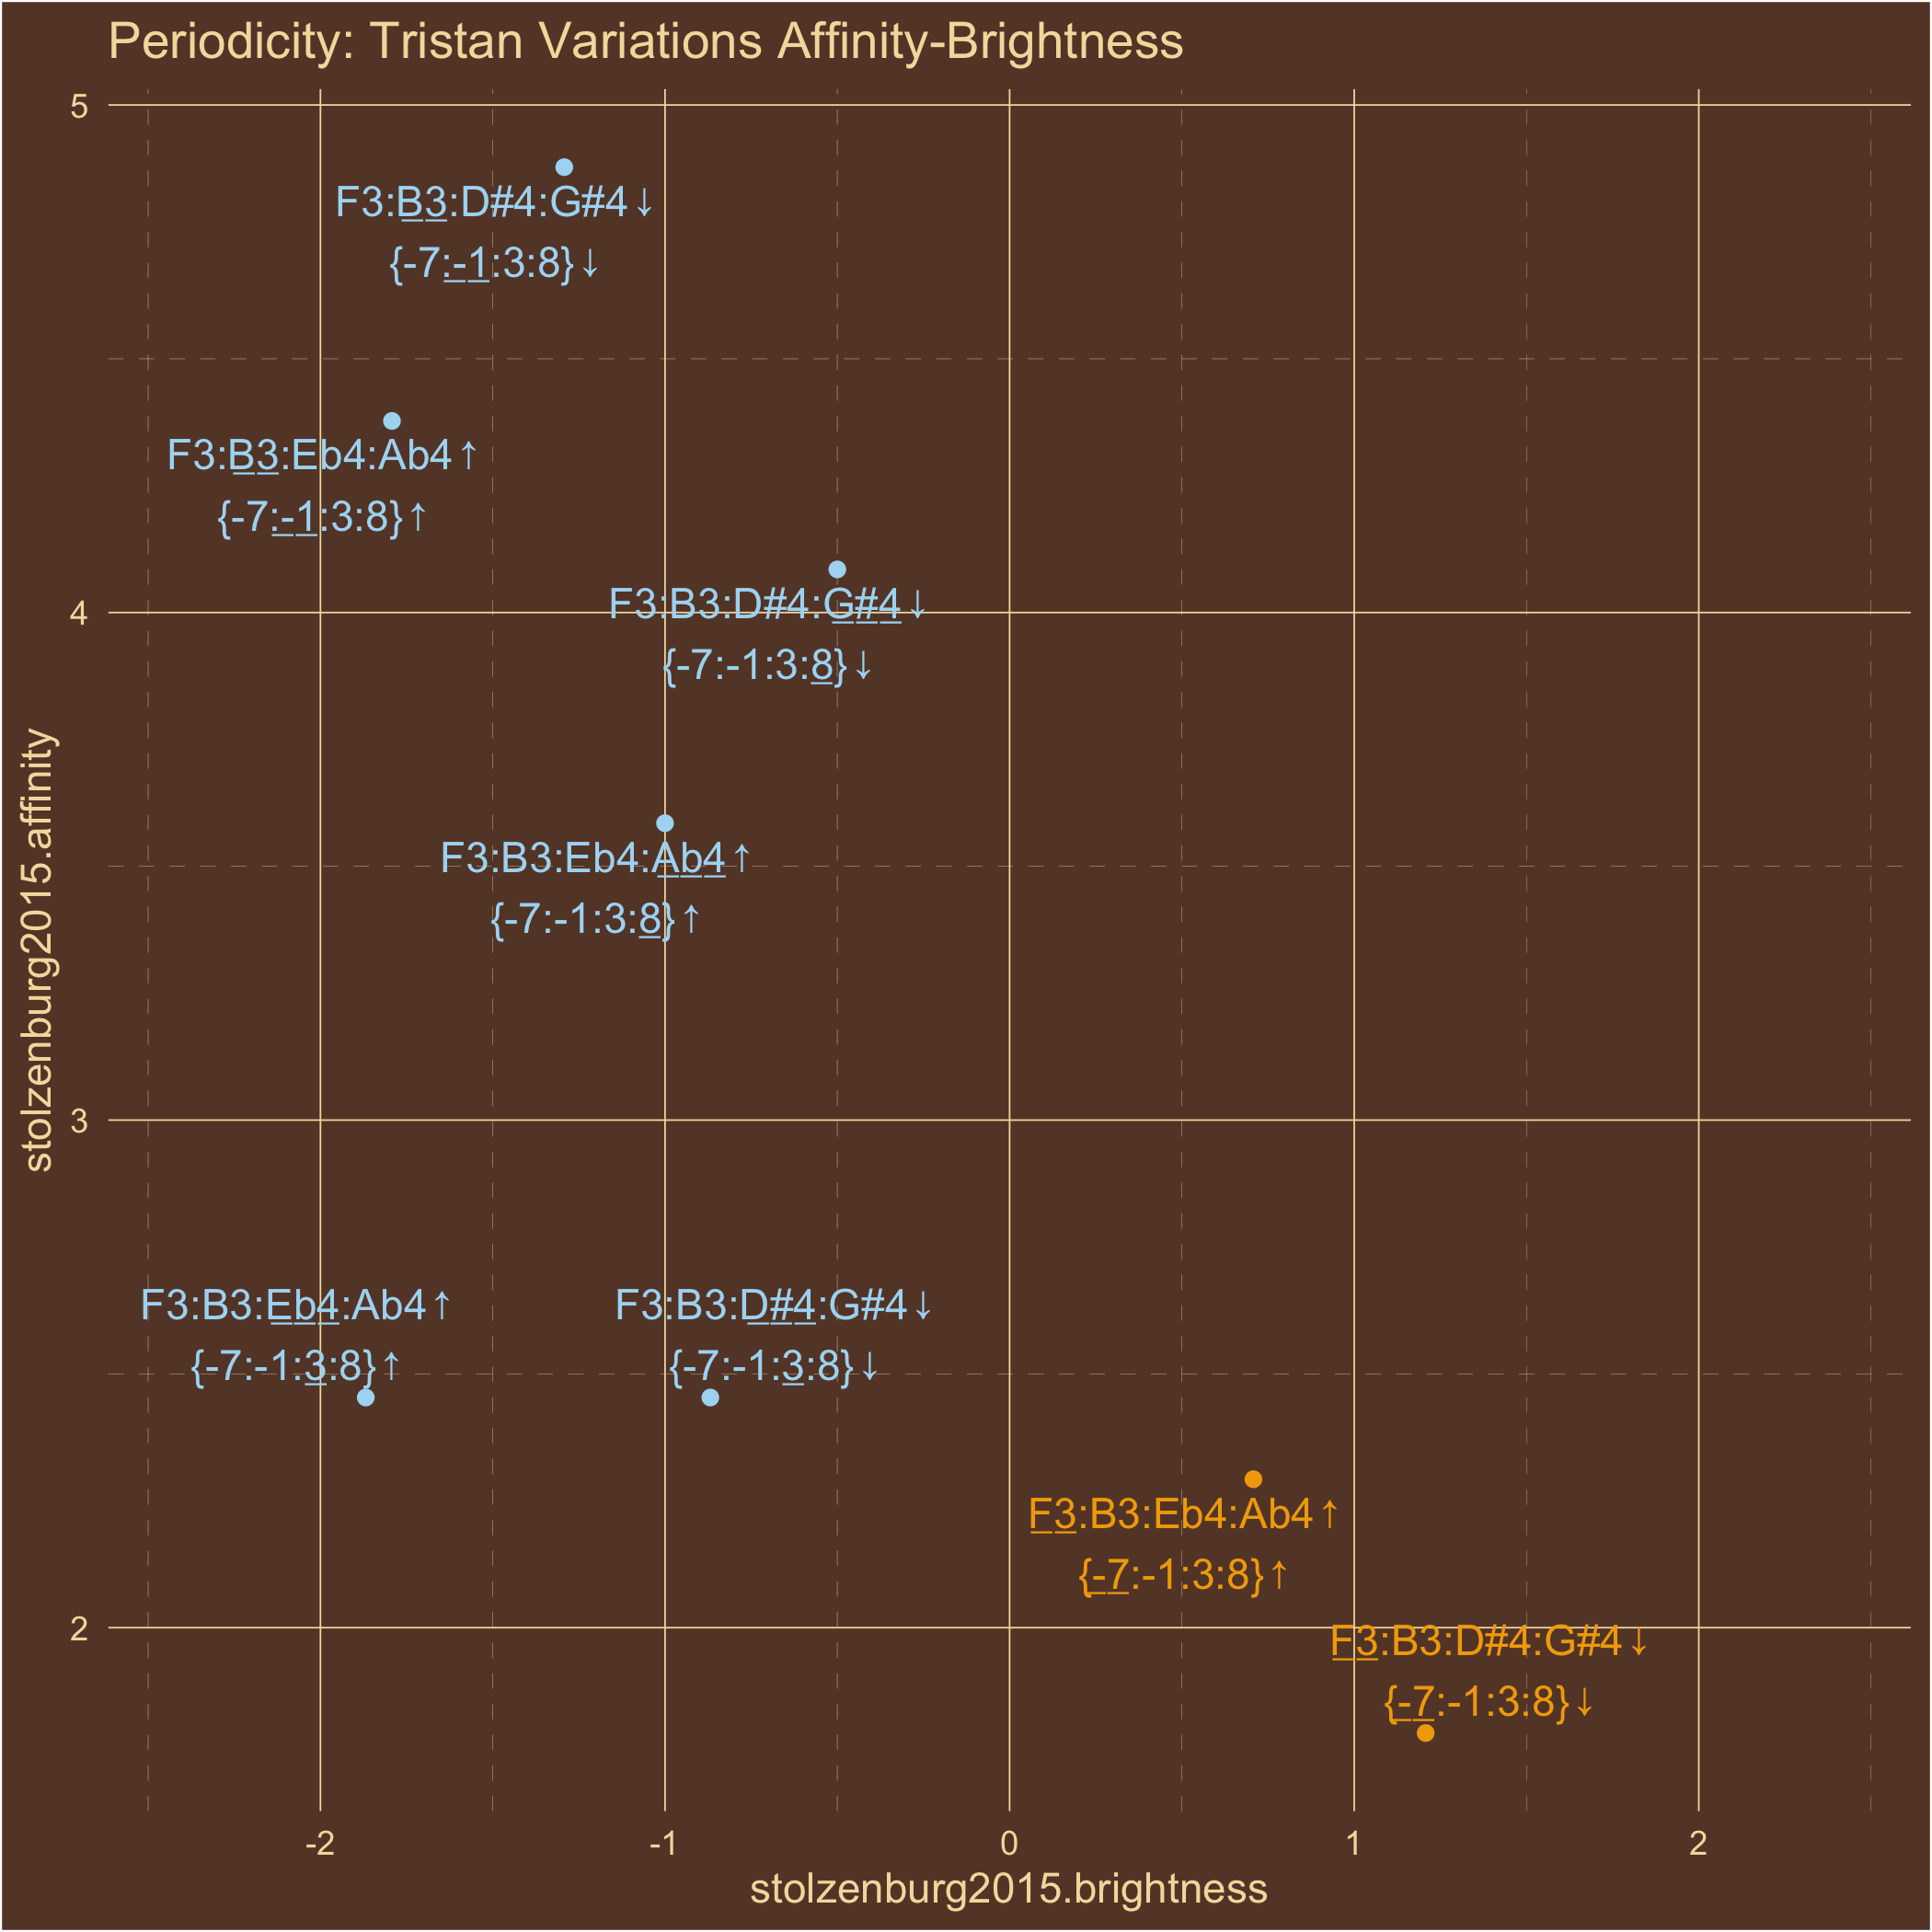 Periodicity: Tristan Variations Affinity-Brightness
5
F3:B3:D#4:G#4↓
{-7:-1:3:8}↓
F3:B3:Eb4:Ab4↑
{-7:-1:3:8}↑
4
F3:B3:D#4:G#4↓
{-7:-1:3:8}↓
stolzenburg2015.affinity
F3:B3:Eb4:Ab4↑
{-7:-1:3:8}↑
3
F3:B3:Eb4:Ab4↑
{-7:-1:3:8}↑
F3:B3:D#4:G#4↓
{-7:-1:3:8}↓
F3:B3:Eb4:Ab4↑
{-7:-1:3:8}↑
2
F3:B3:D#4:G#4↓
{-7:-1:3:8}↓
-2 -1 0 1 2
stolzenburg2015.brightness